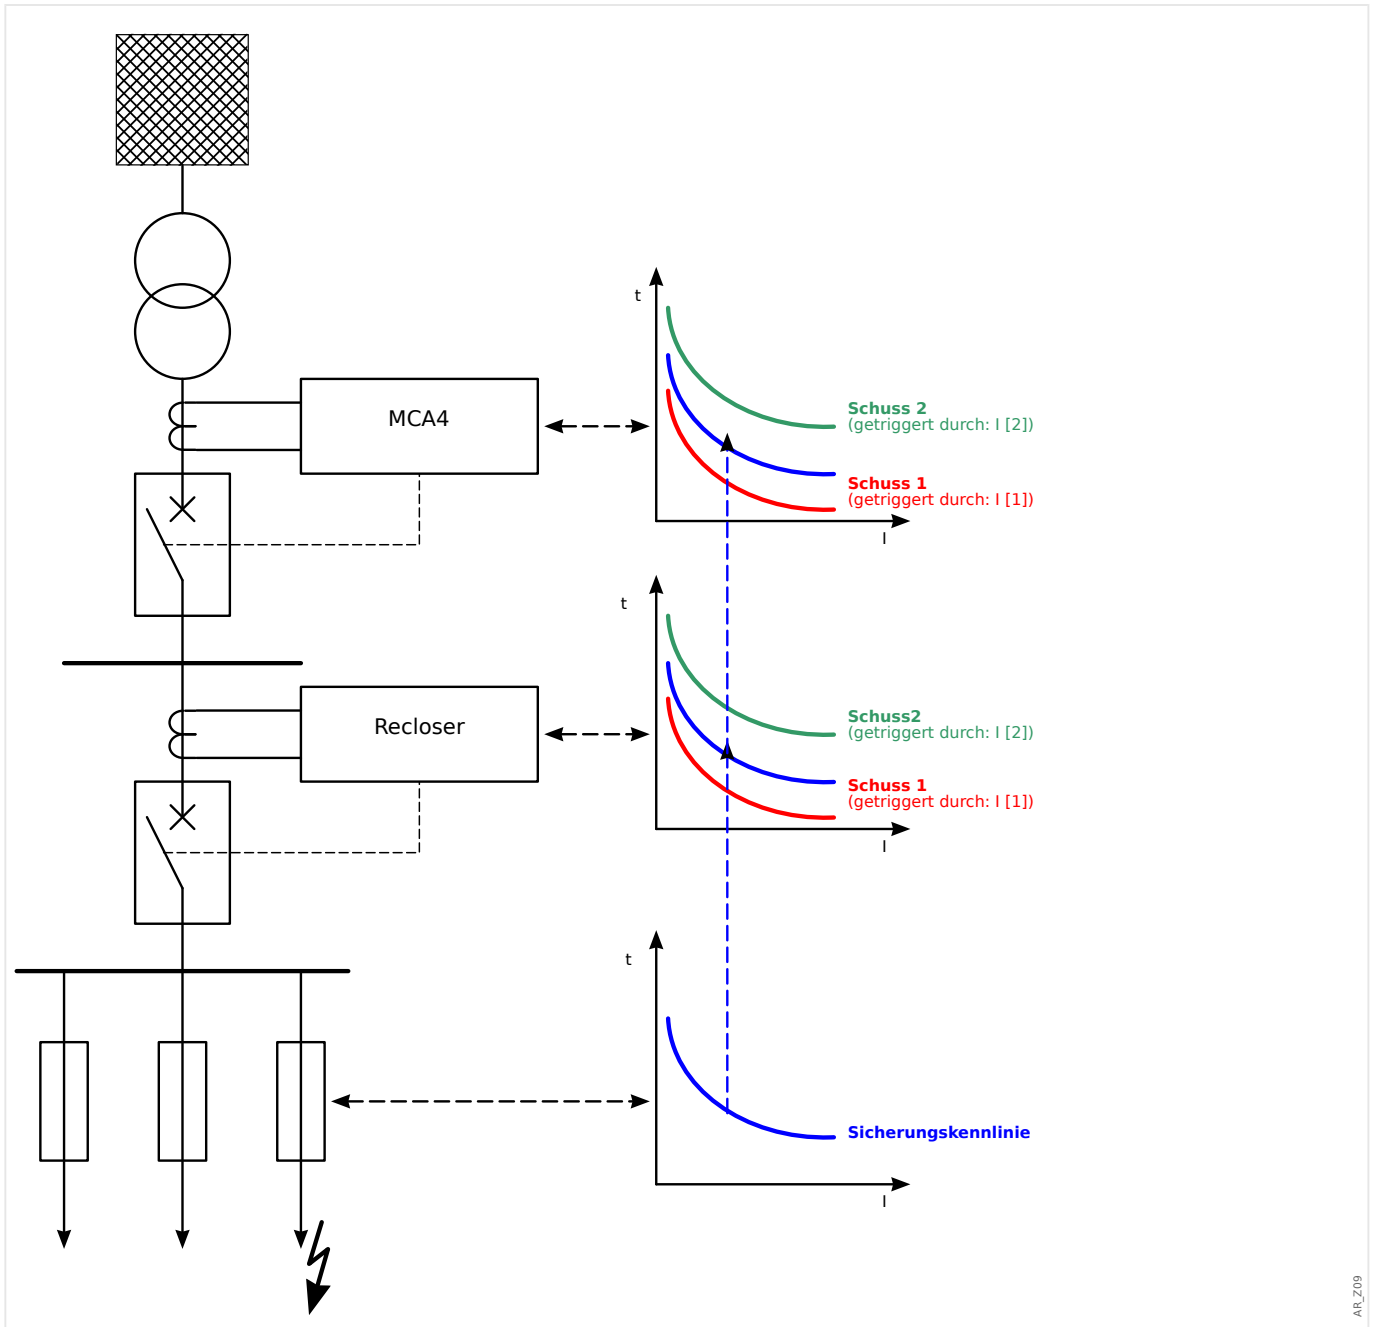 t
MCA4
Schuss 2
(getriggert durch: I [2])
Schuss 1
(getriggert durch: I [1])
I
t
Recloser
Schuss2
(getriggert durch: I [2])
Schuss 1
(getriggert durch: I [1])
I
t
Sicherungskennlinie
I
AR_Z09